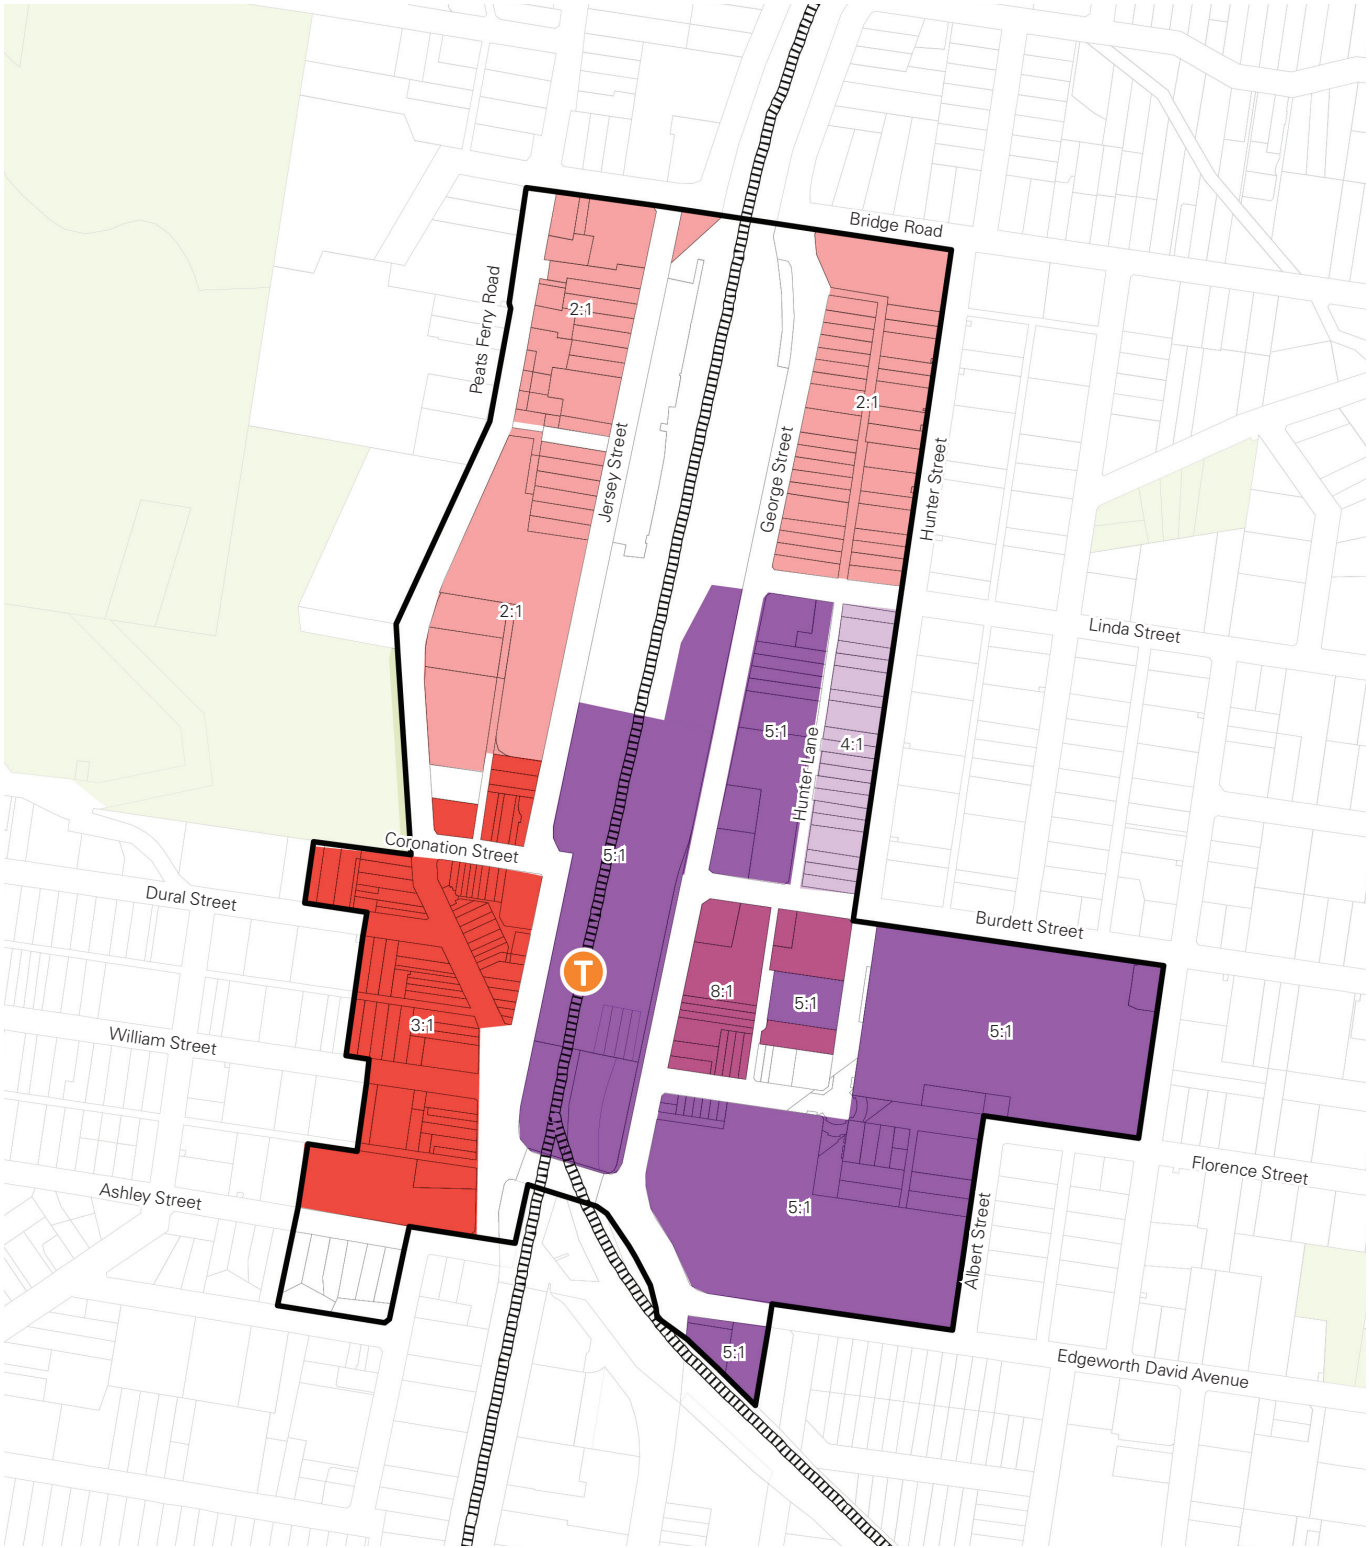 Bridge Road
Peats Ferry Road
2:1
2:1
Jersey Street
George Street
Hunter Street
2:1
Linda Street
5:1
4:1
Hunter Lane
Coronation Street
5:1
Dural Street
Burdett Street
T
8:1
5:1
5:1
3:1
William Street
Florence Street
Ashley Street
5:1
Albert Street
5:1
Edgeworth David Avenue